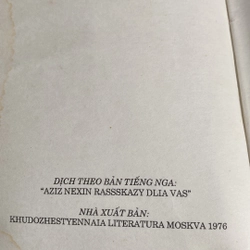 DỊCH THEO BẢN TIẾNG NGA:
"AZIZ NEXIN RASSSKAZY DLIA VAS"
NHÀ XUẤT BẢN:
KHUDOZHESTYENNAIA LITERATURA MOSKVA 1976